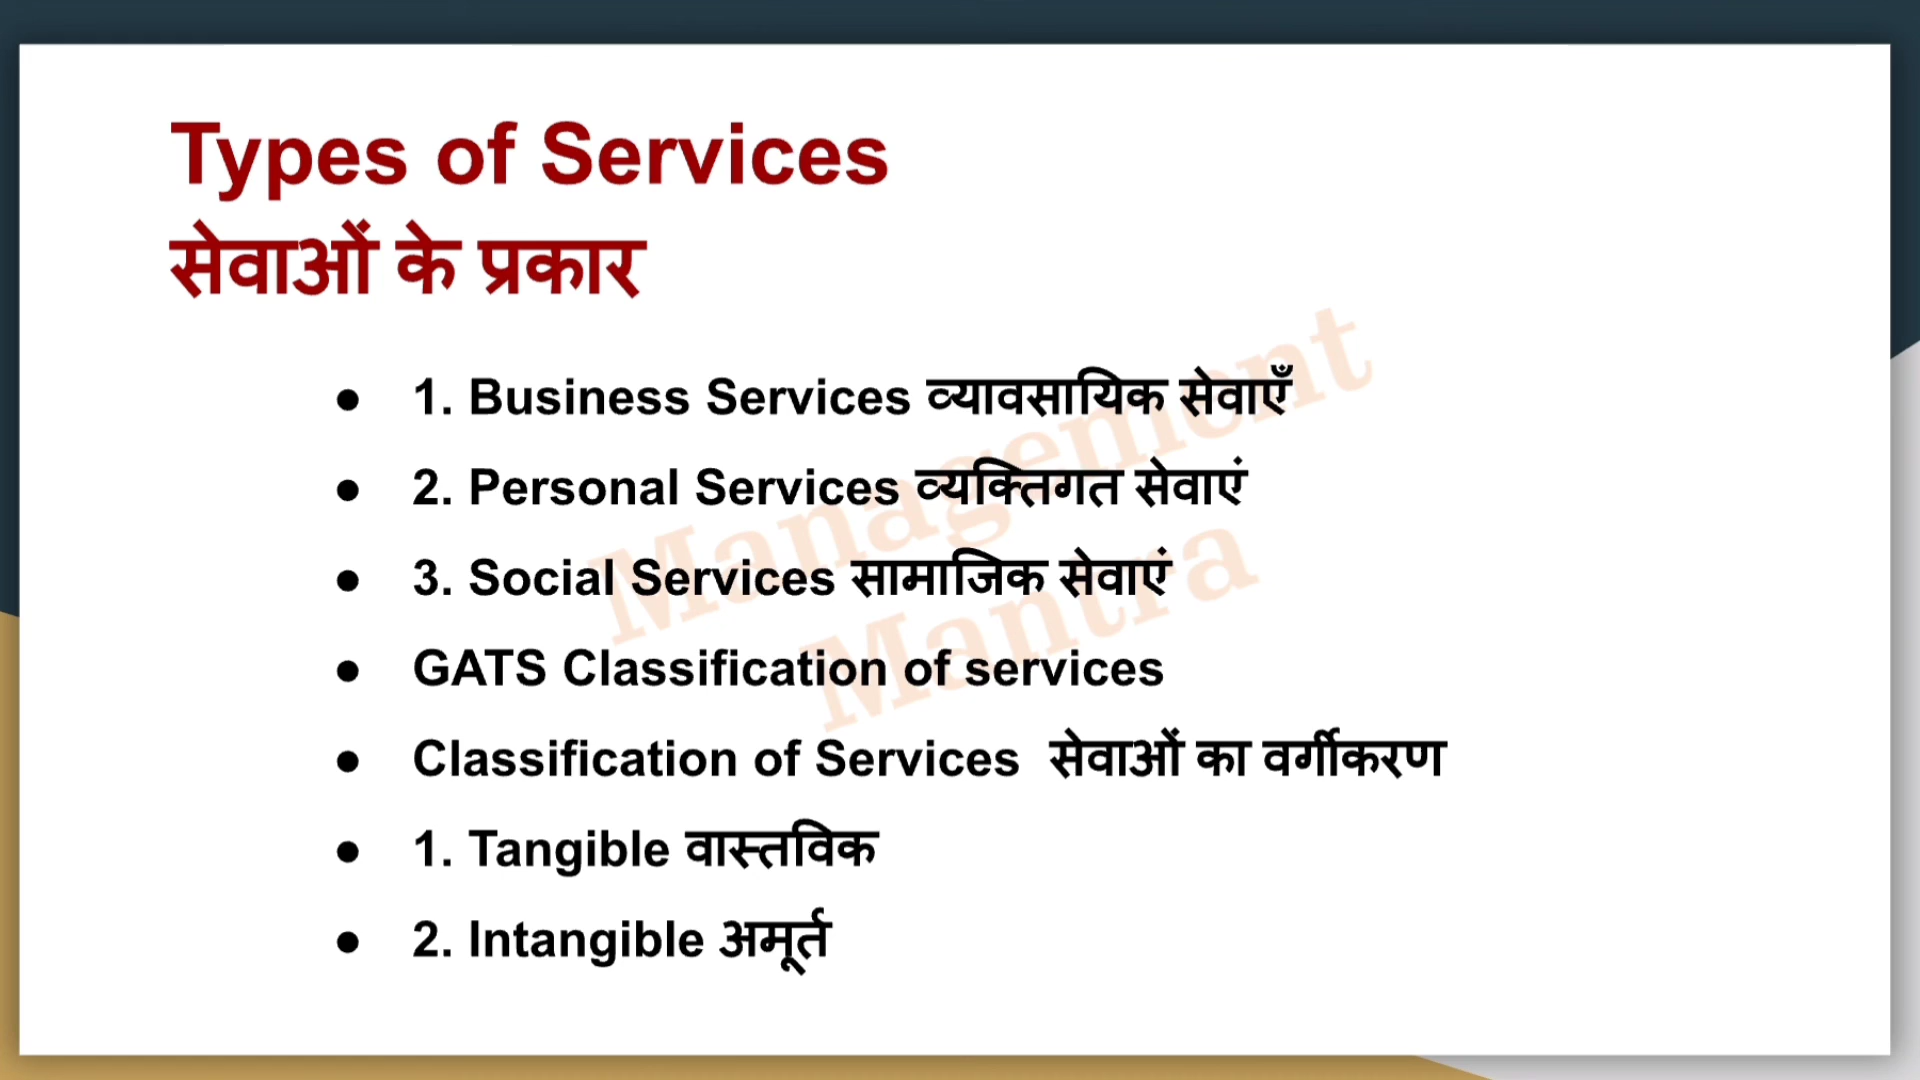 Types of Services
सेवाओं के प्रकार
● 1. Business Services व्यावसायिक सेवाएँ
● 2. Personal Services व्यक्तिगत सेवाएं
● 3. Social Services सामाजिक सेवाएं
● GATS Classification of services
● Classification of Services सेवाओं का वर्गीकरण
● 1. Tangible वास्तविक
● 2. Intangible अमूर्त
Management
Mantra